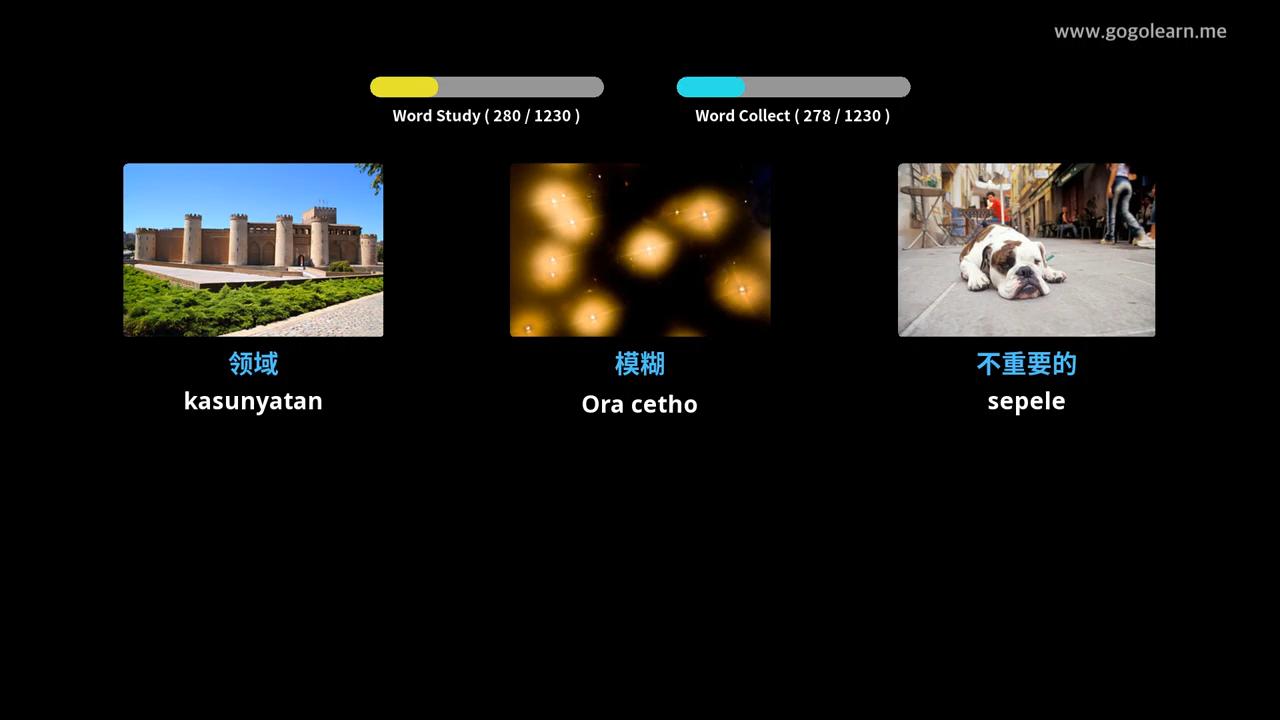 www.gogolearn.me
Word Study ( 280 / 1230 )
Word Collect ( 278 / 1230 )
领域
kasunyatan
模糊
Ora cetho
不重要的
sepele